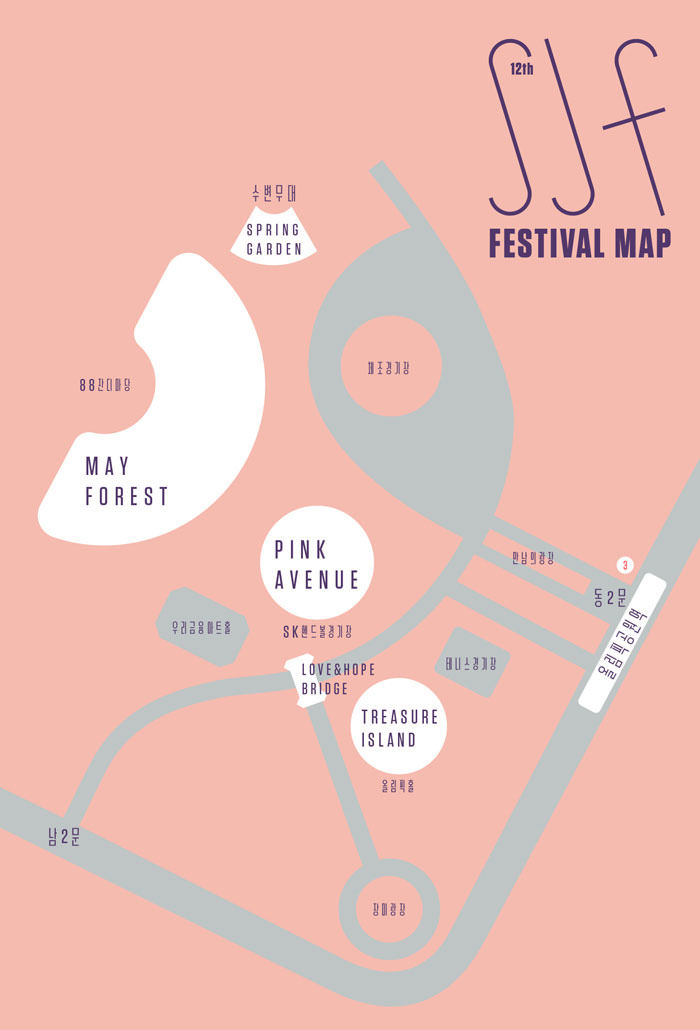 SJF
12th
FESTIVAL MAP
수변무대
SPRING
GARDEN
체조경기장
88잔디마당
MAY
FOREST
PINK
AVENUE
만남의광장
3
동2문
올림픽공원역
우리금융아트홀
SK핸드볼경기장
테니스경기장
LOVE&HOPE
BRIDGE
TREASURE
ISLAND
올림픽홀
남2문
장미광장